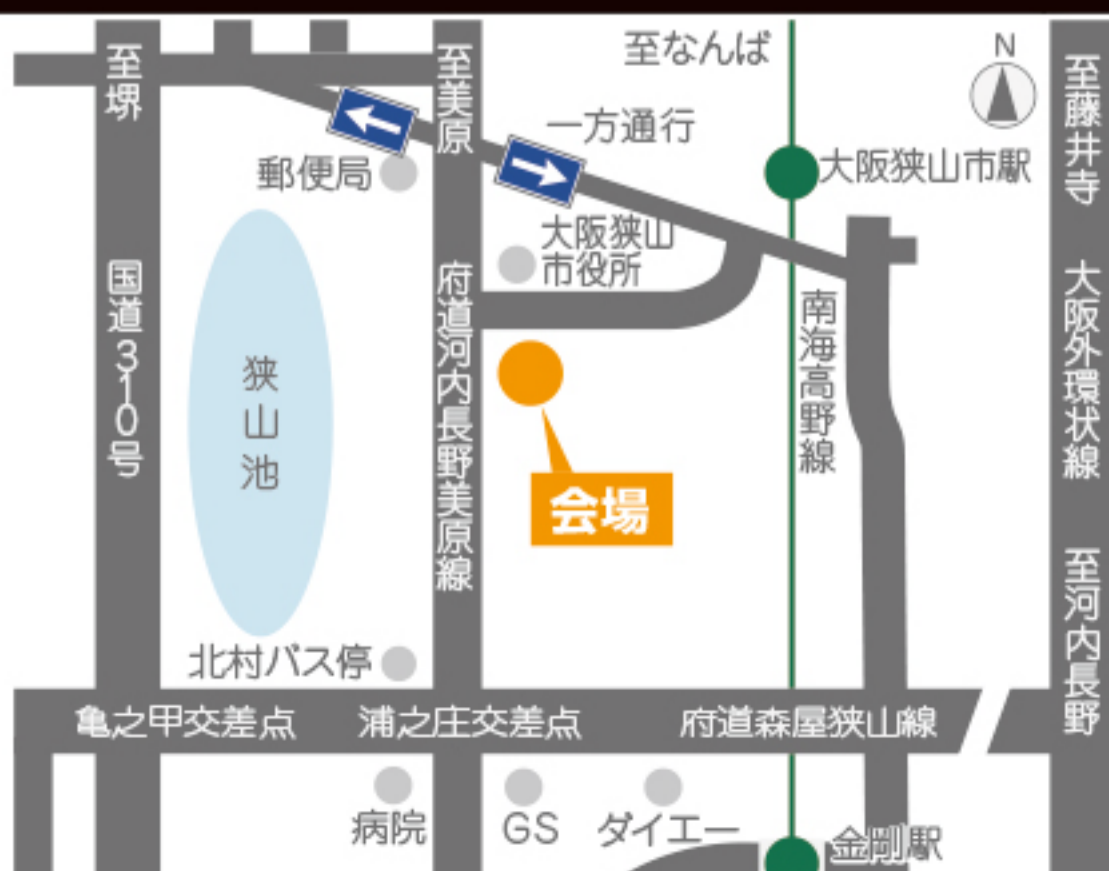 至堺
国道310号
至美原
府道河内長野美原線
至なんば
N
一方通行
大阪狭山市駅
郵便局
大阪狭山
市役所
狭山池
南海高野線
会場
至藤井寺
大阪外環状線
至河内長野
北村バス停
亀之甲交差点
浦之庄交差点
府道森屋狭山線
病院
GS
ダイエー
金剛駅